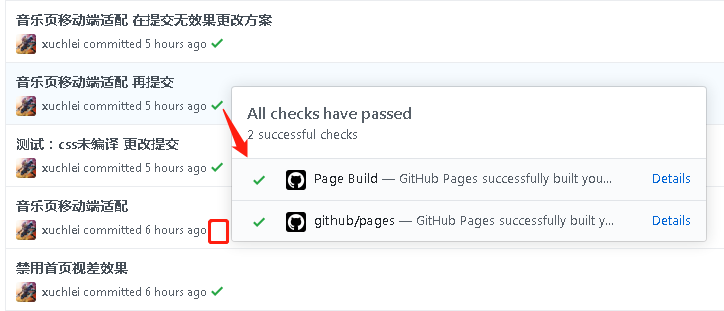 音乐页移动端适配 在提交无效果更改方案
xuchlei committed 5 hours ago
音乐页移动端适配 再提交
xuchlei committed 5 hours ago
All checks have passed
2 successful checks
测试：css未编译 更改提交
xuchlei committed 5 hours ago
Page Build — GitHub Pages successfully built you... Details
音乐页移动端适配
xuchlei committed 6 hours ago
github/pages — GitHub Pages successfully built y... Details
禁用首页视差效果
xuchlei committed 6 hours ago